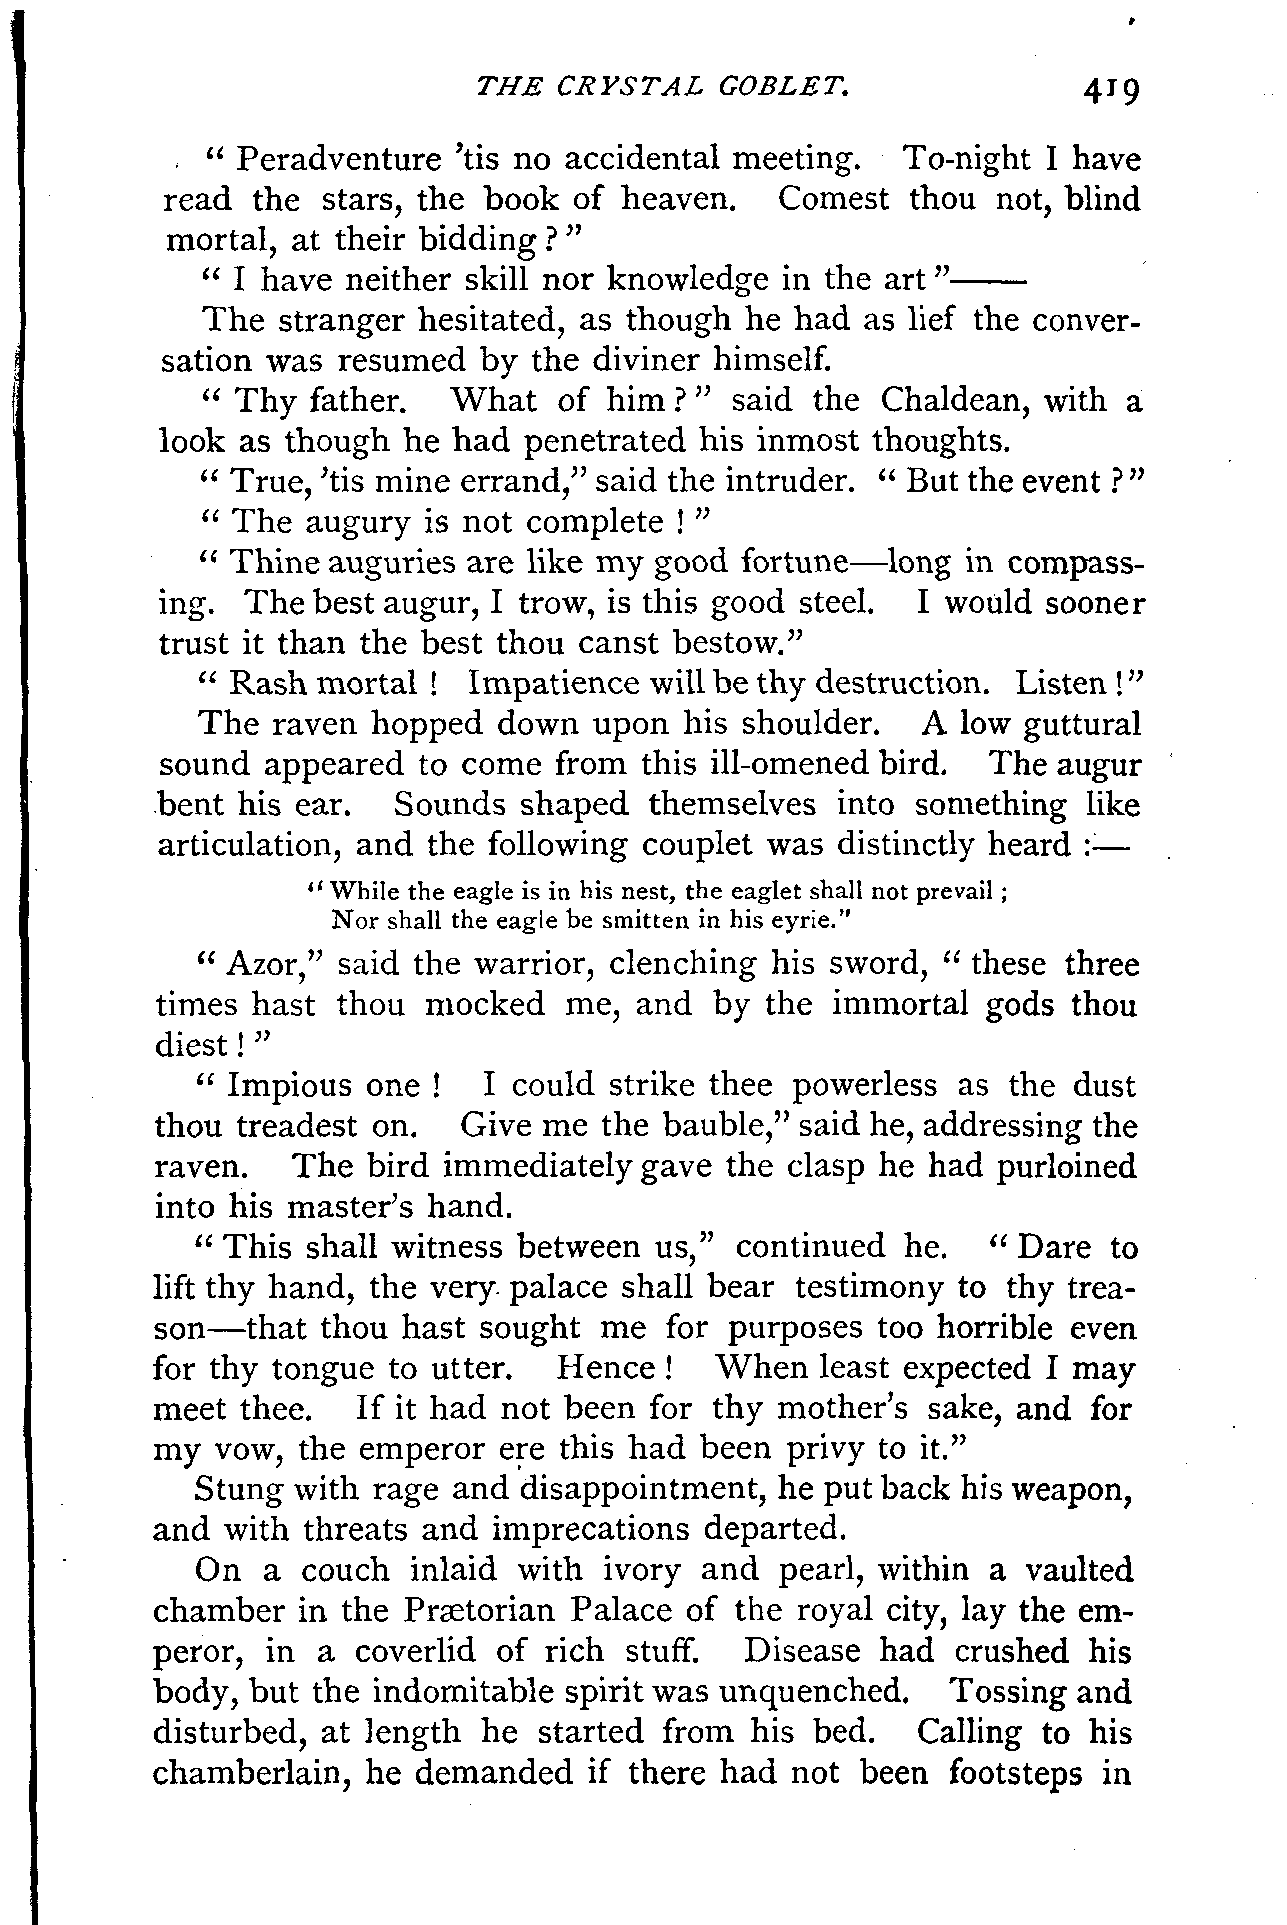 THE CRYSTAL GOBLET. 419
“ Peradventure ’tis no accidental meeting. To-night I have
read the stars, the book of heaven. Comest thou not, blind
mortal, at their bidding ? ”
“ I have neither skill nor knowledge in the art ”——
The stranger hesitated, as though he had as lief the conver-
sation was resumed by the diviner himself.
“ Thy father. What of him ? ” said the Chaldean, with a
look as though he had penetrated his inmost thoughts.
“ True, ’tis mine errand,” said the intruder. “ But the event ? ”
“ The augury is not complete ! ”
“ Thine auguries are like my good fortune—long in compass-
ing. The best augur, I trow, is this good steel. I would sooner
trust it than the best thou canst bestow.”
“ Rash mortal ! Impatience will be thy destruction. Listen ! ”
The raven hopped down upon his shoulder. A low guttural
sound appeared to come from this ill-omened bird. The augur
bent his ear. Sounds shaped themselves into something like
articulation, and the following couplet was distinctly heard :—
“ While the eagle is in his nest, the eaglet shall not prevail ;
Nor shall the eagle be smitten in his eyrie.”
“ Azor,” said the warrior, clenching his sword, “ these three
times hast thou mocked me, and by the immortal gods thou
diest ! ”
“ Impious one ! I could strike thee powerless as the dust
thou treadest on. Give me the bauble,” said he, addressing the
raven. The bird immediately gave the clasp he had purloined
into his master’s hand.
“ This shall witness between us,” continued he. “ Dare to
lift thy hand, the very palace shall bear testimony to thy trea-
son—that thou hast sought me for purposes too horrible even
for thy tongue to utter. Hence ! When least expected I may
meet thee. If it had not been for thy mother’s sake, and for
my vow, the emperor ere this had been privy to it.”
Stung with rage and disappointment, he put back his weapon,
and with threats and imprecations departed.
On a couch inlaid with ivory and pearl, within a vaulted
chamber in the Prætorian Palace of the royal city, lay the em-
peror, in a coverlid of rich stuff. Disease had crushed his
body, but the indomitable spirit was unquenched. Tossing and
disturbed, at length he started from his bed. Calling to his
chamberlain, he demanded if there had not been footsteps in